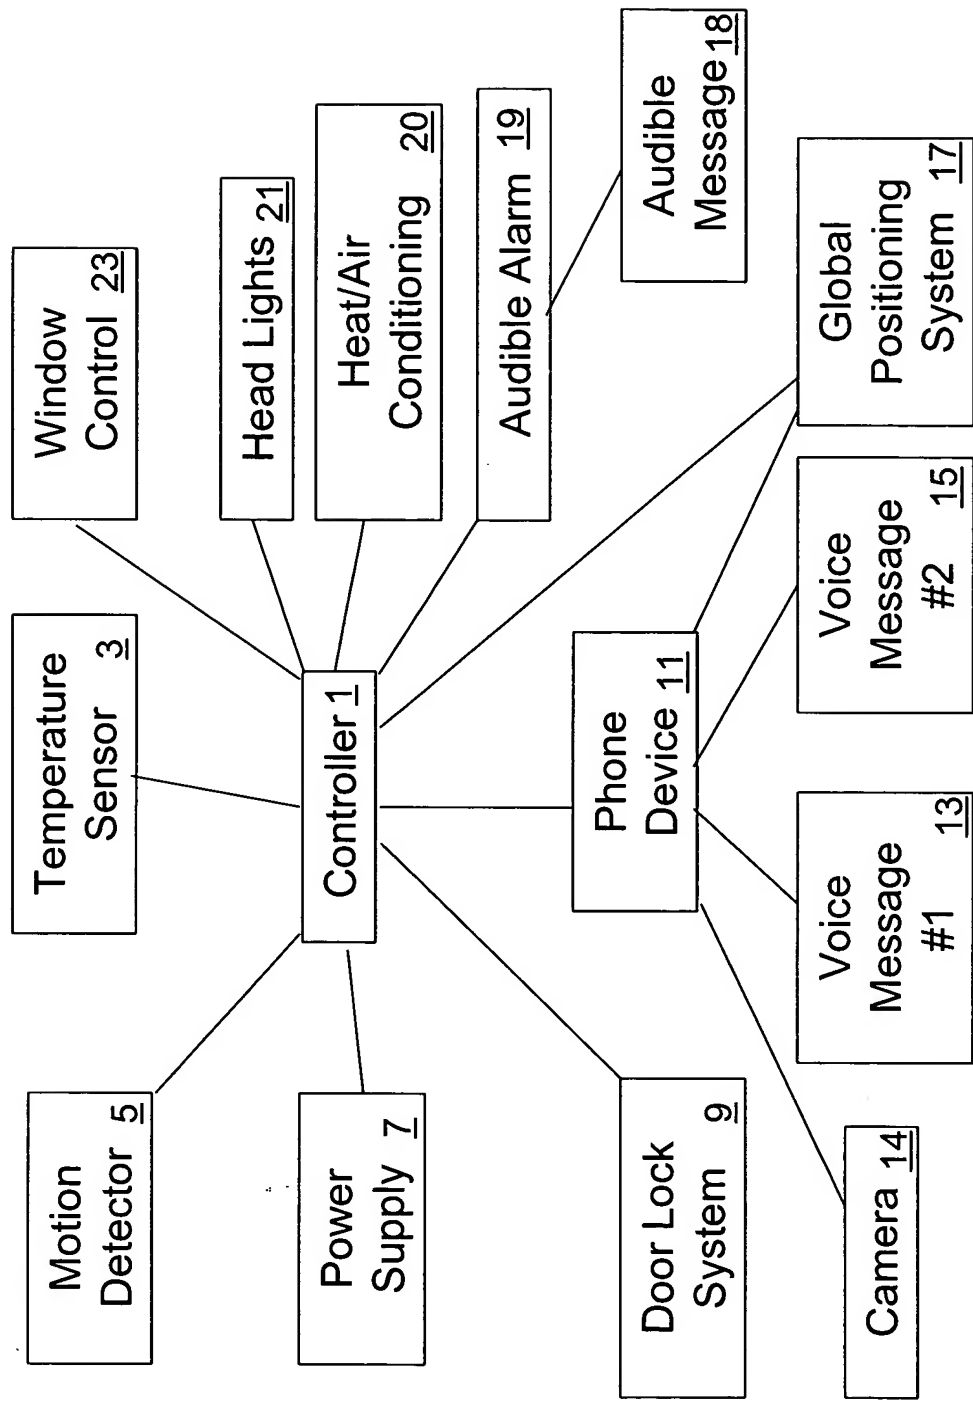 Motion
Detector 5
Temperature
Sensor 3
Window
Control 23
Power
Supply 7
Controller 1
Head Lights 21
Heat/Air
Conditioning 20
Audible Alarm 19
Door Lock
System 9
Phone
Device 11
Audible
Message 18
Camera 14
Voice
Message
#1 13
Voice
Message
#2 15
Global
Positioning
System 17